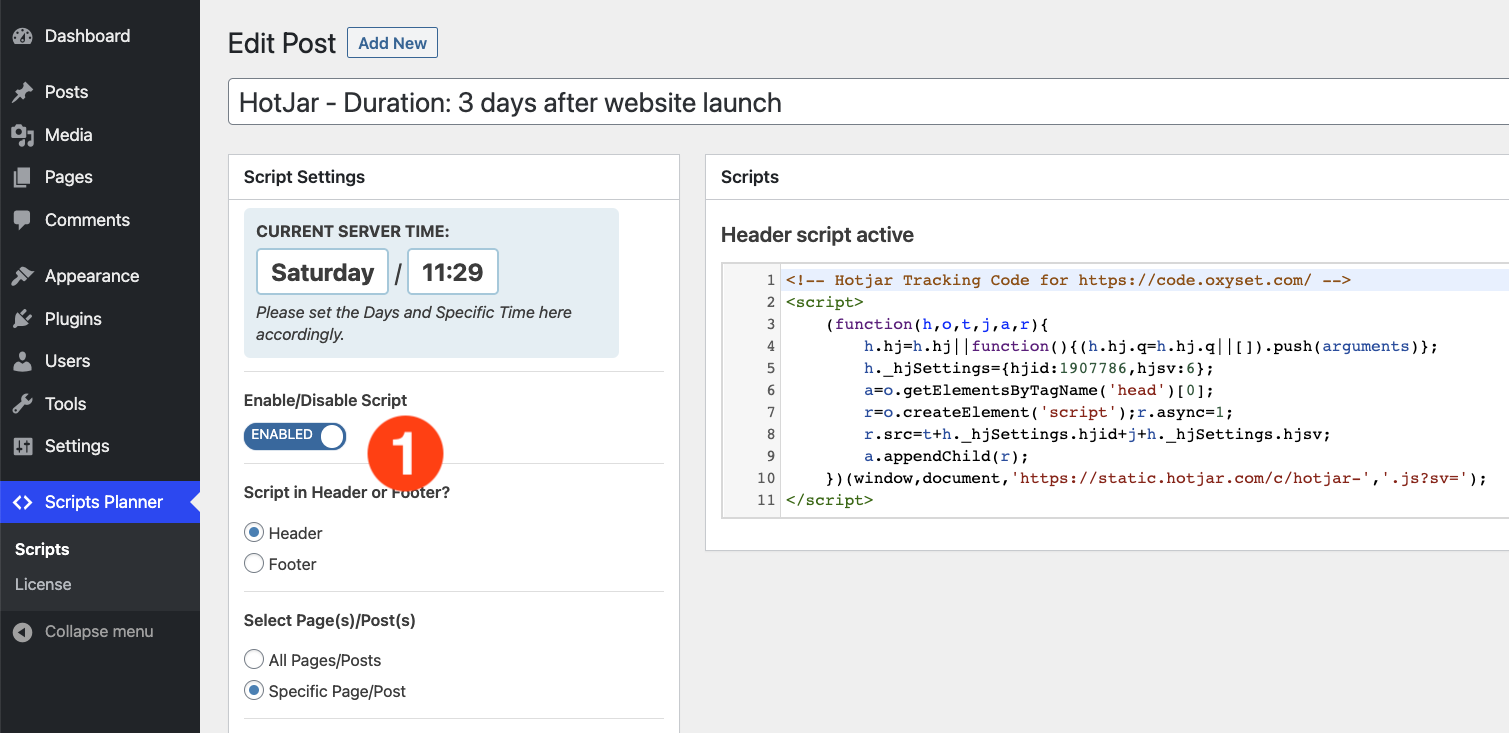 Dashboard
Posts
Media
Pages
Comments
Appearance
Plugins
Users
Tools
Settings
Scripts Planner
Scripts
License
Collapse menu
Edit Post
Add New
HotJar - Duration: 3 days after website launch
Script Settings
CURRENT SERVER TIME:
Saturday / 11:29
Please set the Days and Specific Time here
accordingly.
Enable/Disable Script
ENABLED
1
Script in Header or Footer?
Header
Footer
Select Page(s)/Post(s)
All Pages/Posts
Specific Page/Post
Scripts
Header script active
1 <!-- Hotjar Tracking Code for https://code.oxyset.com/ -->
2 <script>
3     (function(h,o,t,j,a,r){
4         h.hj=h.hj||function(){(h.hj.q=h.hj.q||[]).push(arguments)};
5         h._hjSettings={hjid:1907786,hjsv:6};
6         a=o.getElementsByTagName('head')[0];
7         r=o.createElement('script');r.async=1;
8         r.src=t+h._hjSettings.hjid+j+h._hjSettings.hjsv;
9         a.appendChild(r);
10     })(window,document,'https://static.hotjar.com/c/hotjar-','.js?sv=');
11 </script>